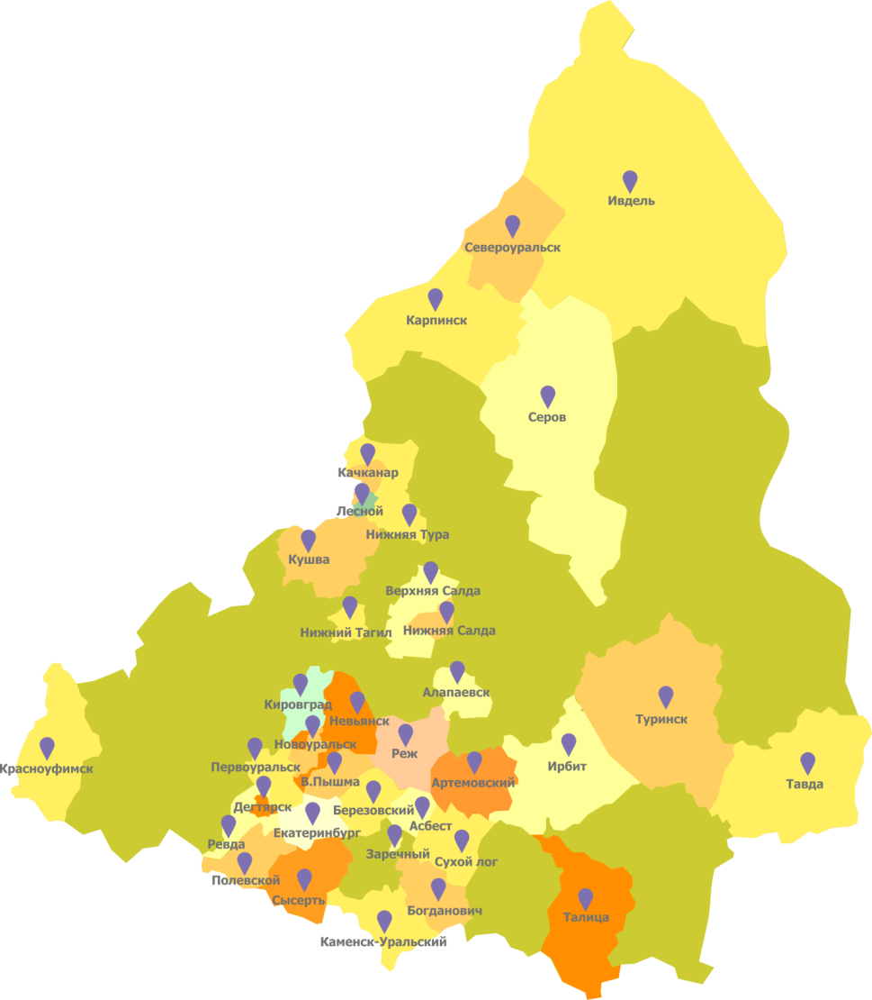 Ивдель
Североуральск
Карпинск
Серов
Качканар
Лесной
Нижняя Тура
Кушва
Верхняя Салда
Нижний Тагил
Нижняя Салда
Алапаевск
Кировград
Невьянск
Туринск
Новоуральск
Реж
Первоуральск
Ирбит
Красноуфимск
В.Пышма
Артемовский
Тавда
Дегтярск
Березовский
Асбест
Екатеринбург
Ревда
Заречный
Сухой лог
Полевской
Сысерть
Богданович
Талица
Каменск-Уральский